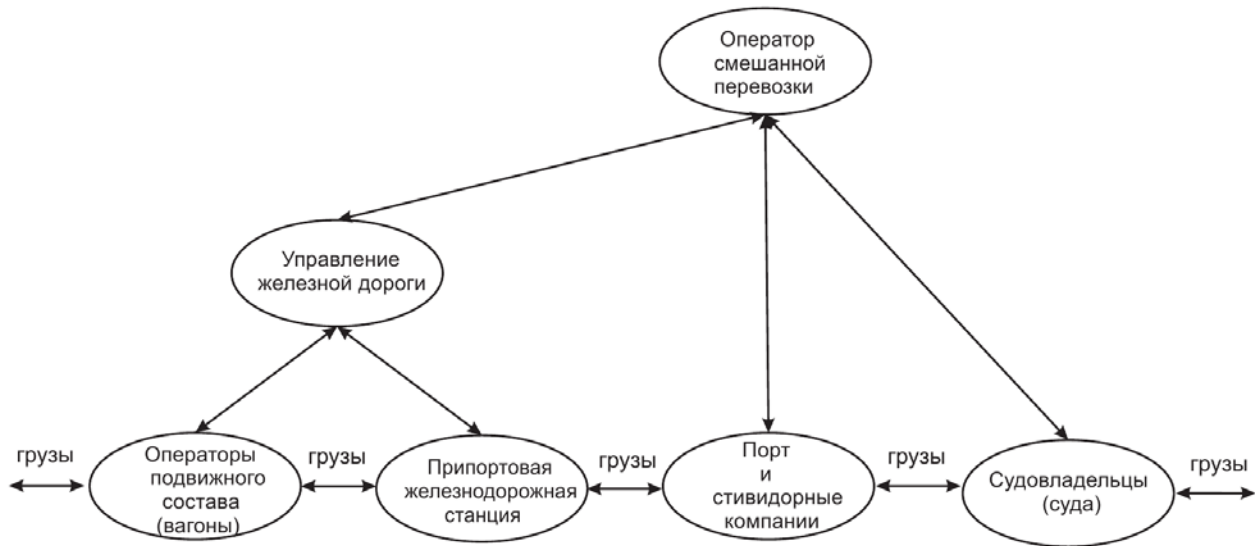 Оператор
смешанной
перевозки
Управление
железной дороги
грузы
Операторы
подвижного
состава
(вагоны)
грузы
Припортовая
железнодорожная
станция
грузы
Порт
и
стивидорные
компании
грузы
Судовладельцы
(суда)
грузы